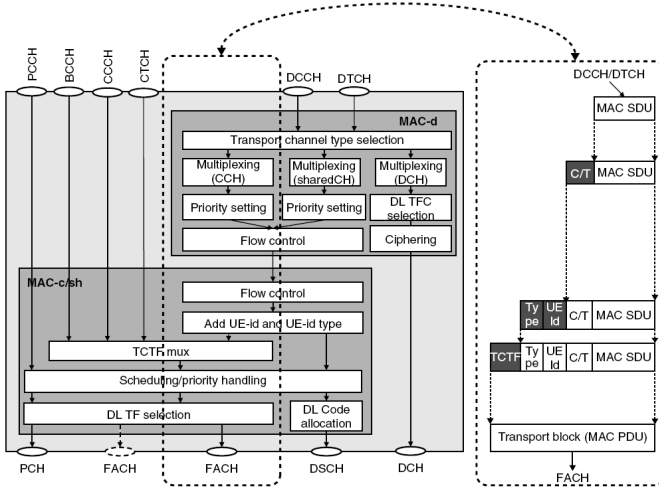 PCCH
BCCH
CCCH
CTCH
DCCH
DTCH
MAC-d
Transport channel type selection
Multiplexing
(CCH)
Multiplexing
(sharedCH)
Multiplexing
(DCH)
Priority setting
Priority setting
DL TFC
selection
Flow control
Ciphering
MAC-c/sh
Flow control
Add UE-id and UE-id type
TCTF mux
Scheduling/priority handling
DL TF selection
DL Code
allocation
PCH
FACH
FACH
DSCH
DCH
DCCH/DTCH
MAC SDU
C/T MAC SDU
Ty
pe
UE
Id
C/T MAC SDU
TCTF
Ty
pe
UE
Id
C/T MAC SDU
Transport block (MAC PDU)
FACH